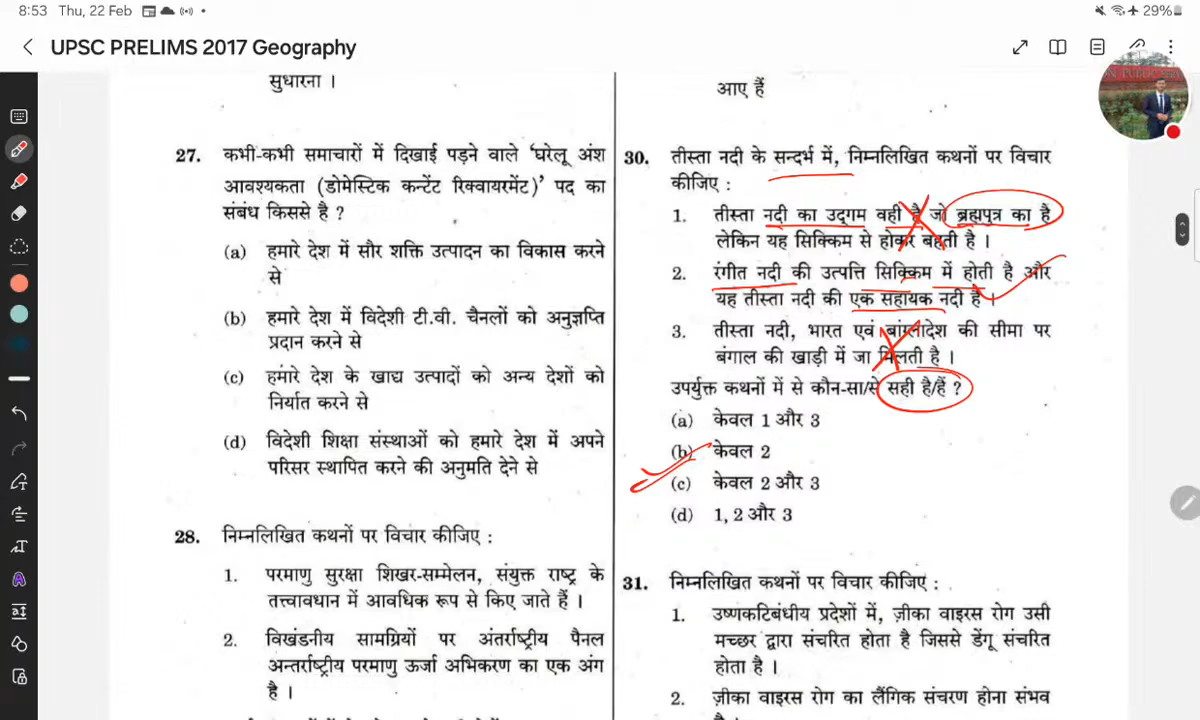 8:53 Thu, 22 Feb
29%
UPSC PRELIMS 2017 Geography
सुधारना ।
27. कभी-कभी समाचारों में दिखाई पड़ने वाले ‘घरेलू अंश
आवश्यकता (डोमेस्टिक कन्टेंट रिक्वायरमेंट)’ पद का
संबंध किससे है ?
(a) हमारे देश में सौर शक्ति उत्पादन का विकास करने
से
(b) हमारे देश में विदेशी टी.वी. चैनलों को अनुज्ञप्ति
प्रदान करने से
(c) हमारे देश के खाद्य उत्पादों को अन्य देशों को
निर्यात करने से
(d) विदेशी शिक्षा संस्थाओं को हमारे देश में अपने
परिसर स्थापित करने की अनुमति देने से
28. निम्नलिखित कथनों पर विचार कीजिए :
1. परमाणु सुरक्षा शिखर-सम्मेलन, संयुक्त राष्ट्र के
तत्त्वावधान में आवधिक रूप से किए जाते हैं ।
2. विखंडनीय सामग्रियों पर अंतर्राष्ट्रीय पैनल
अन्तर्राष्ट्रीय परमाणु ऊर्जा अभिकरण का एक अंग
है ।
आए हैं
30. तीस्ता नदी के सन्दर्भ में, निम्नलिखित कथनों पर विचार
कीजिए :
1. तीस्ता नदी का उद्गम वही है जो ब्रह्मपुत्र का है
लेकिन यह सिक्किम से होकर बहती है ।
2. रंगीत नदी की उत्पत्ति सिक्किम में होती है और
यह तीस्ता नदी की एक सहायक नदी है ।
3. तीस्ता नदी, भारत एवं बांग्लादेश की सीमा पर
बंगाल की खाड़ी में जा मिलती है ।
उपर्युक्त कथनों में से कौन-सा/से सही है/हैं ?
(a) केवल 1 और 3
(b) केवल 2
(c) केवल 2 और 3
(d) 1, 2 और 3
31. निम्नलिखित कथनों पर विचार कीजिए :
1. उष्णकटिबंधीय प्रदेशों में, ज़ीका वाइरस रोग उसी
मच्छर द्वारा संचरित होता है जिससे डेंगू संचरित
होता है ।
2. ज़ीका वाइरस रोग का लैंगिक संचरण होना संभव